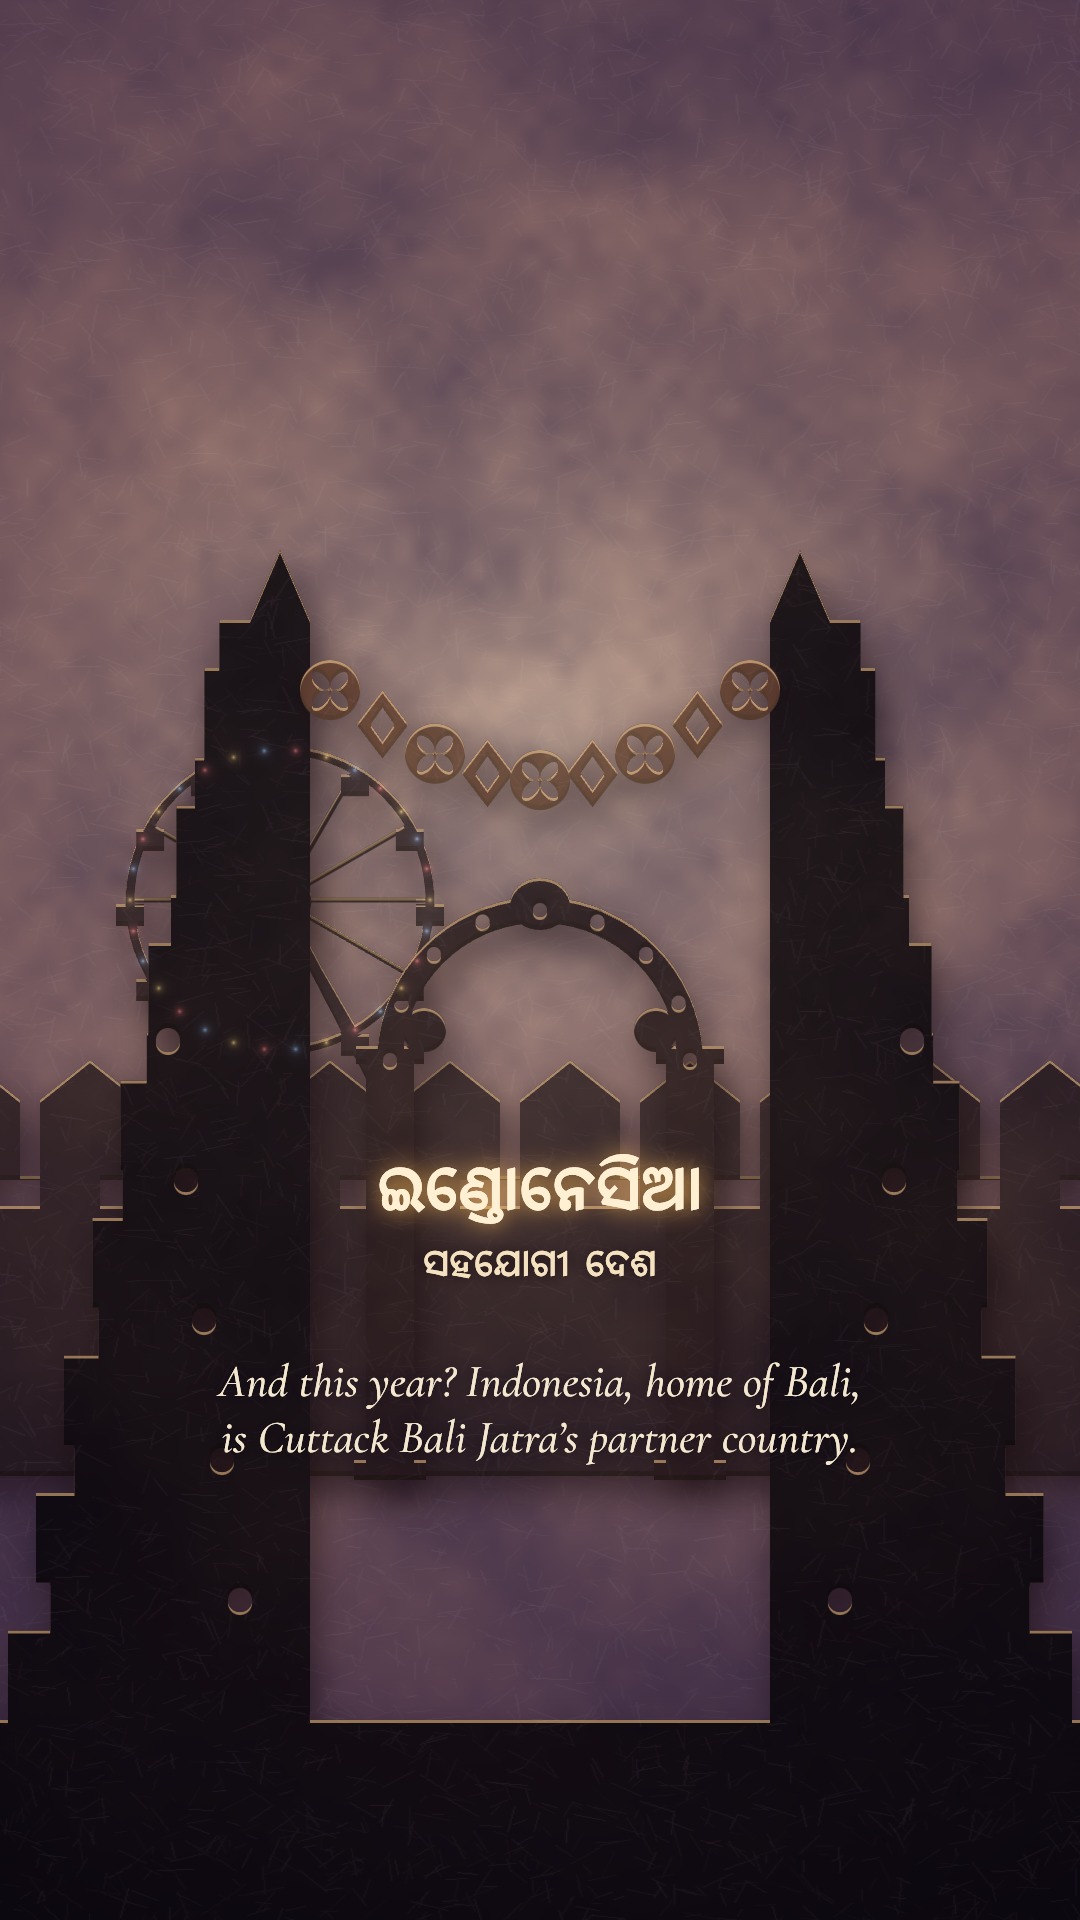 ଇଣ୍ଡୋନେସିଆ
ସହଯୋଗୀ ଦେଶ
And this year? Indonesia, home of Bali,
is Cuttack Bali Jatra’s partner country.